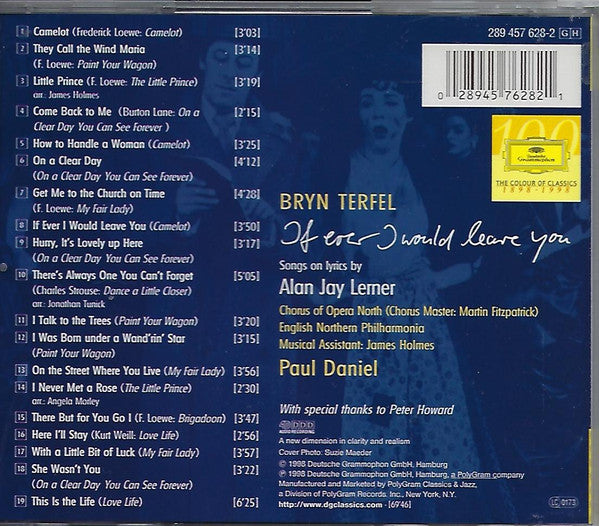 1 Camelot (Frederick Loewe: Camelot) [3'03]
2 They Call the Wind Maria [3'14]
(F. Loewe: Paint Your Wagon)
3 Little Prince (F. Loewe: The Little Prince) [3'19]
arr.: James Holmes
4 Come Back to Me (Burton Lane: On a [2'15]
Clear Day You Can See Forever )
5 How to Handle a Woman (Camelot) [3'25]
6 On a Clear Day [4'12]
(On a Clear Day You Can See Forever)
7 Get Me to the Church on Time [4'28]
(F. Loewe: My Fair Lady)
8 If Ever I Would Leave You (Camelot) [3'50]
9 Hurry, It's Lovely up Here [3'17]
(On a Clear Day You Can See Forever)
10 There's Always One You Can't Forget [5'05]
(Charles Strouse: Dance a Little Closer)
arr.: Jonathan Tunick
11 I Talk to the Trees (Paint Your Wagon) [3'20]
12 I Was Born under a Wand'rin' Star [3'15]
(Paint Your Wagon)
13 On the Street Where You Live (My Fair Lady) [3'56]
14 I Never Met a Rose (The Little Prince) [2'30]
arr.: Angela Morley
15 There But for You Go I (F. Loewe: Brigadoon) [3'47]
16 Here I'll Stay (Kurt Weill: Love Life) [2'56]
17 With a Little Bit of Luck (My Fair Lady) [3'57]
18 She Wasn't You [3'22]
(On a Clear Day You Can See Forever)
19 This Is the Life (Love Life) [6'25]
289 457 628-2 GH
0 28945 76282 1
100
Deutsche
Grammophon
THE COLOUR OF CLASSICS
1898-1998
BRYN TERFEL
If ever I would leave you
Songs on lyrics by
Alan Jay Lerner
Chorus of Opera North (Chorus Master: Martin Fitzpatrick)
English Northern Philharmonia
Musical Assistant: James Holmes
Paul Daniel
With special thanks to Peter Howard
DDD
AUDIO RECORDING
A new dimension in clarity and realism
Cover Photo: Suzie Maeder
© 1998 Deutsche Grammophon GmbH, Hamburg
℗ 1998 Deutsche Grammophon GmbH, Hamburg, a PolyGram company
Manufactured and Marketed by PolyGram Classics & Jazz,
a Division of PolyGram Records. Inc., New York, N.Y.
http://www.dgclassics.com - [69'46]
LC 0173